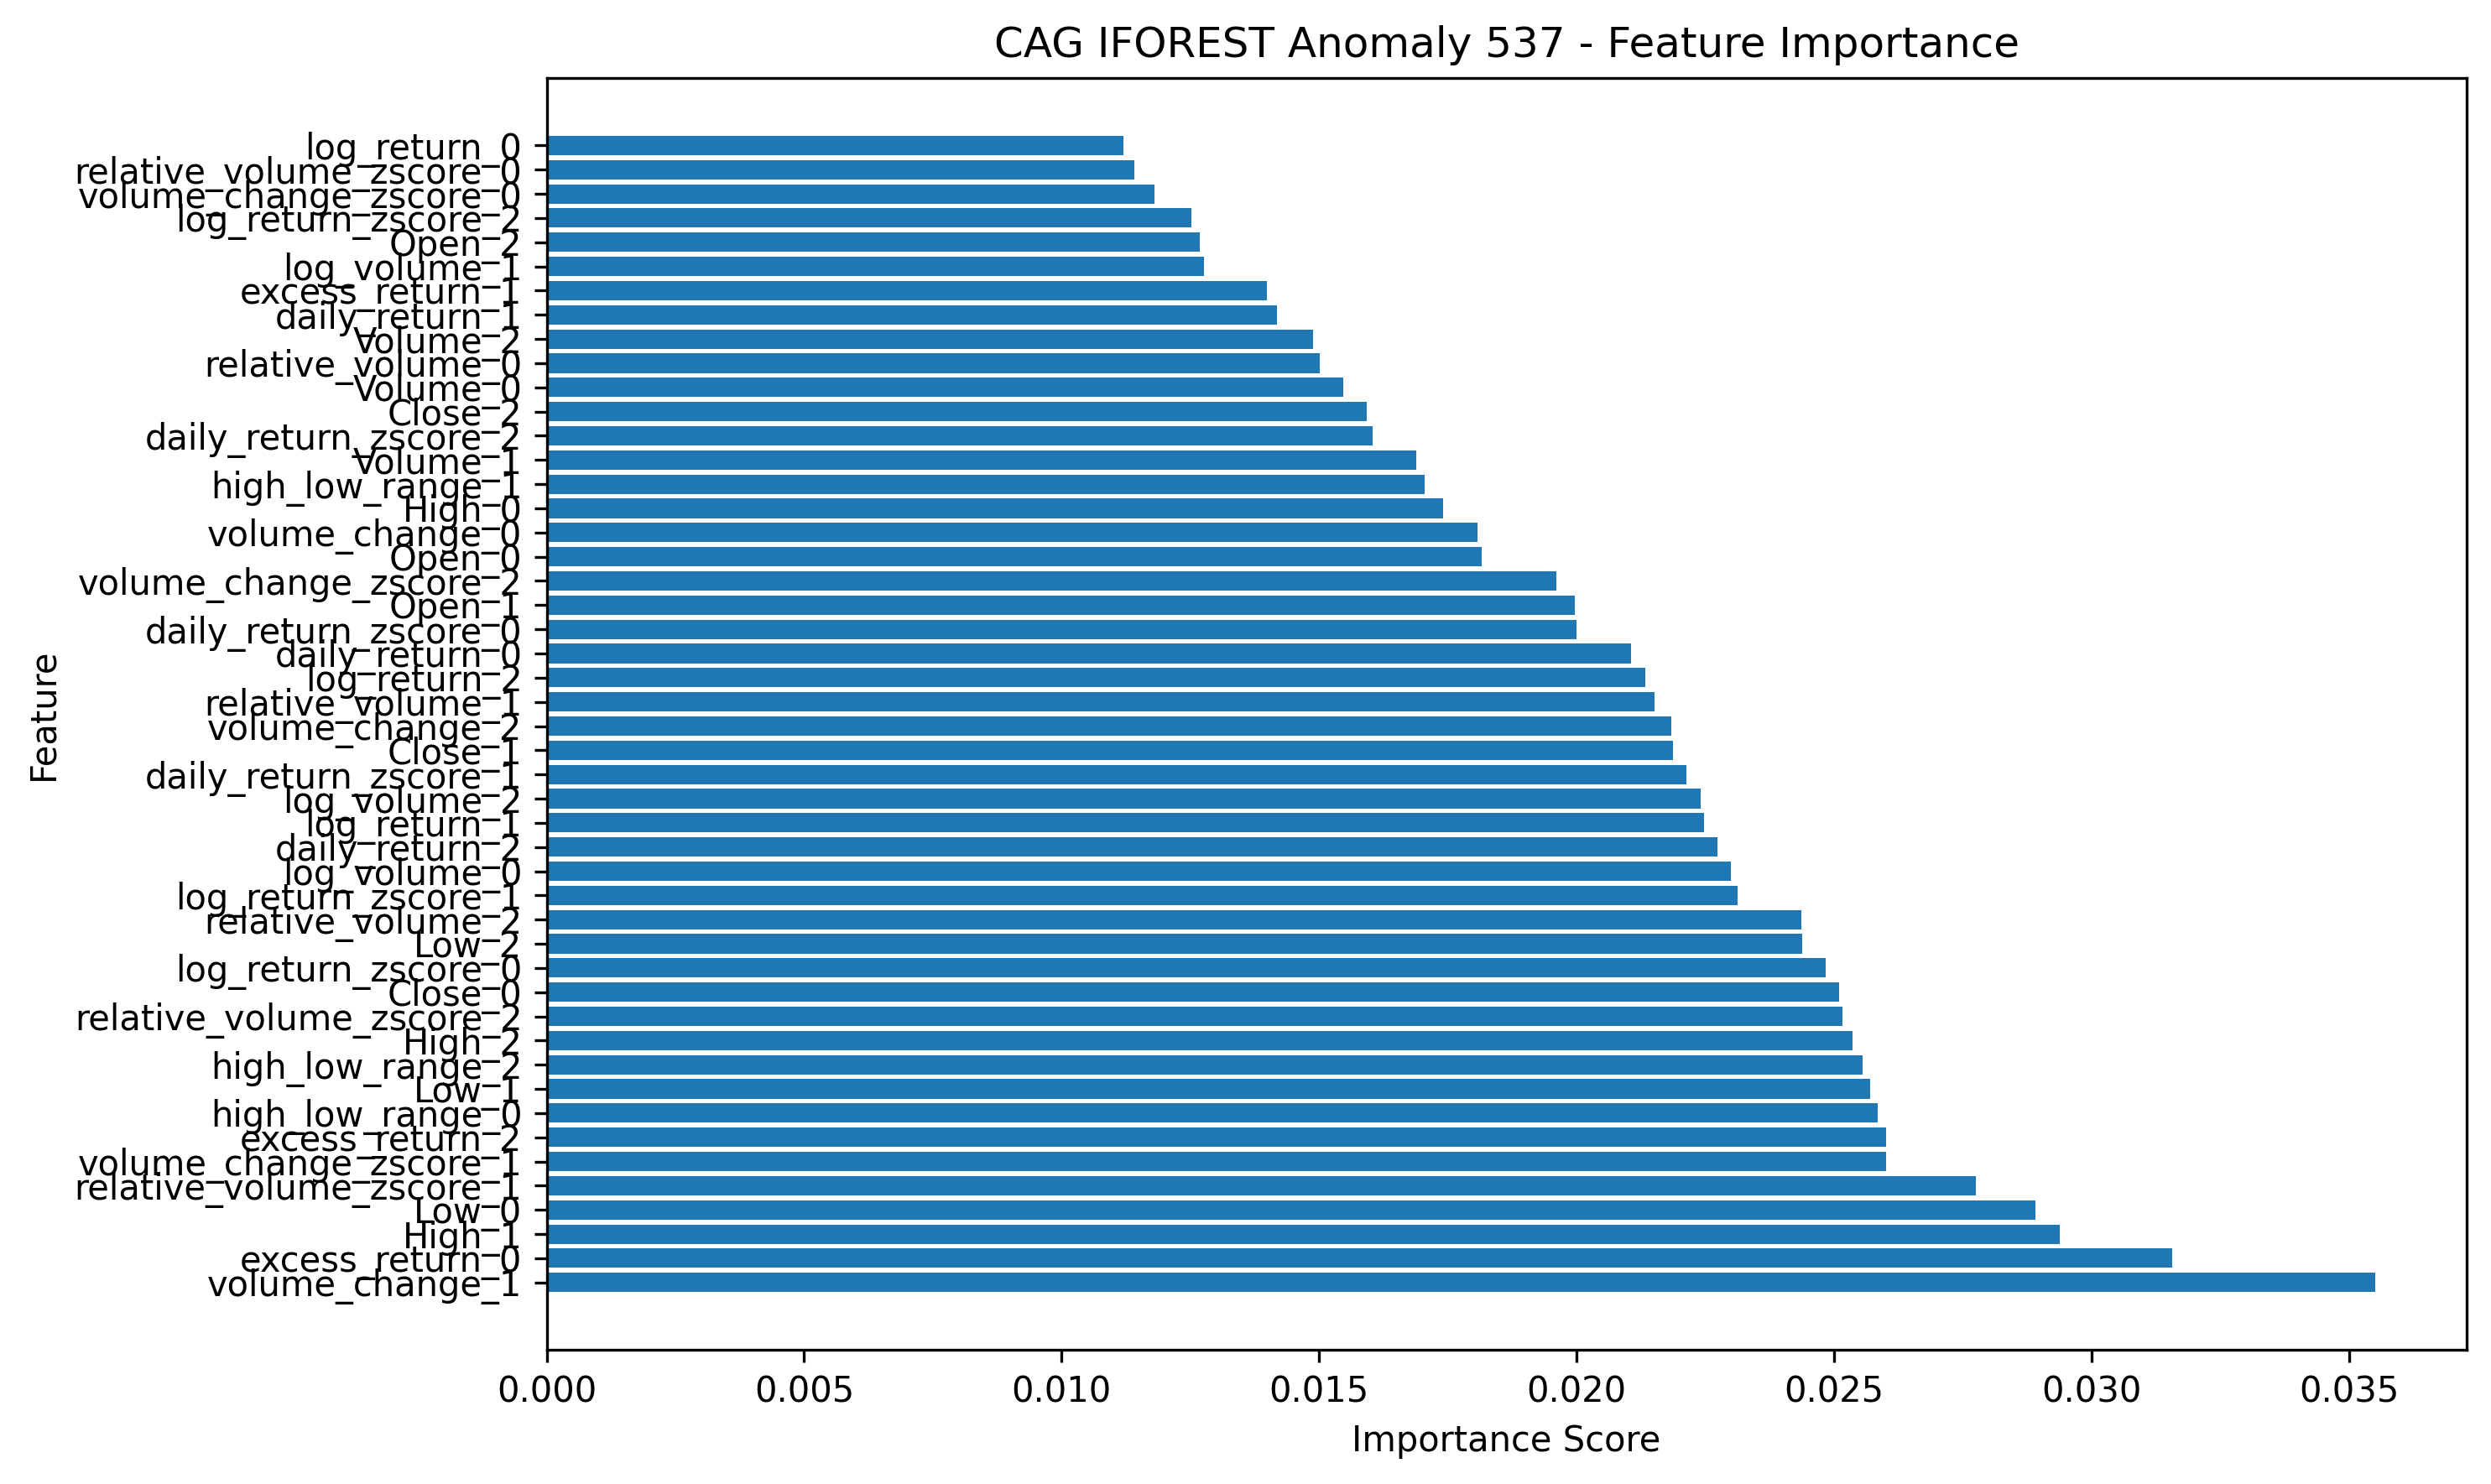 CAG IFOREST Anomaly 537 - Feature Importance
log_return_0
relative_volume_zscore_0
volume_change_zscore_0
log_return_zscore_2
Open_2
log_volume_1
excess_return_1
daily_return_1
Volume_2
relative_volume_0
Volume_0
Close_2
daily_return_zscore_2
Volume_1
high_low_range_1
High_0
volume_change_0
Open_0
volume_change_zscore_2
Open_1
daily_return_zscore_0
daily_return_0
log_return_2
relative_volume_1
volume_change_2
Close_1
daily_return_zscore_1
log_volume_2
log_return_1
daily_return_2
log_volume_0
log_return_zscore_1
relative_volume_2
Low_2
log_return_zscore_0
Close_0
relative_volume_zscore_2
High_2
high_low_range_2
Low_1
high_low_range_0
excess_return_2
volume_change_zscore_1
relative_volume_zscore_1
Low_0
High_1
excess_return_0
volume_change_1
Feature
0.000 0.005 0.010 0.015 0.020 0.025 0.030 0.035
Importance Score